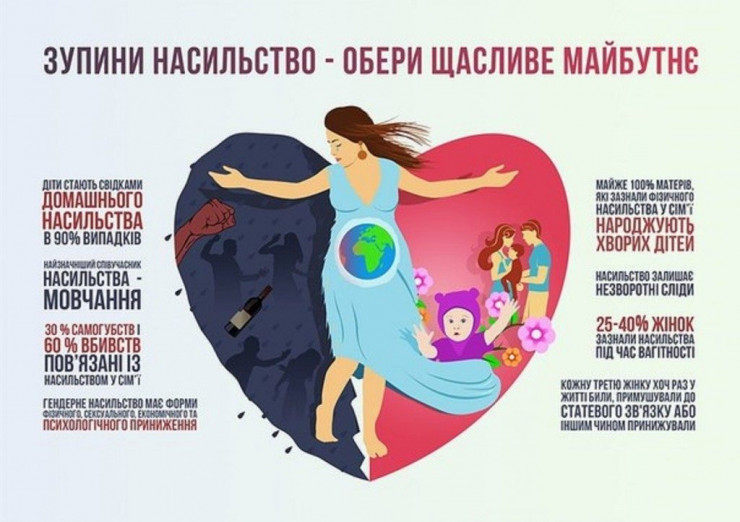 ЗУПИНИ НАСИЛЬСТВО - ОБЕРИ ЩАСЛИВЕ МАЙБУТНЄ
ДІТИ СТАЮТЬ СВІДКАМИ
ДОМАШНЬОГО
НАСИЛЬСТВА
В 90% ВИПАДКІВ
НАЙЗНАЧНІШИЙ СПІВУЧАСНИК
НАСИЛЬСТВА -
МОВЧАННЯ
30 % САМОГУБСТВ І
60 % ВБИВСТВ
ПОВ'ЯЗАНІ ІЗ
НАСИЛЬСТВОМ У СІМ'Ї
ГЕНДЕРНЕ НАСИЛЬСТВО МАЄ ФОРМИ
ФІЗИЧНОГО, СЕКСУАЛЬНОГО, ЕКОНОМІЧНОГО ТА
ПСИХОЛОГІЧНОГО ПРИНИЖЕННЯ
МАЙЖЕ 100% МАТЕРІВ,
ЯКІ ЗАЗНАЛИ ФІЗИЧНОГО
НАСИЛЬСТВА У СІМ'Ї
НАРОДЖУЮТЬ
ХВОРИХ ДІТЕЙ
НАСИЛЬСТВО ЗАЛИШАЄ
НЕЗВОРОТНІ СЛІДИ
25-40% ЖІНОК
ЗАЗНАЛИ НАСИЛЬСТВА
ПІД ЧАС ВАГІТНОСТІ
КОЖНУ ТРЕТЮ ЖІНКУ ХОЧ РАЗ У
ЖИТТІ БИЛИ, ПРИМУШУВАЛИ ДО
СТАТЕВОГО ЗВ'ЯЗКУ АБО
ІНШИМ ЧИНОМ ПРИНИЖУВАЛИ